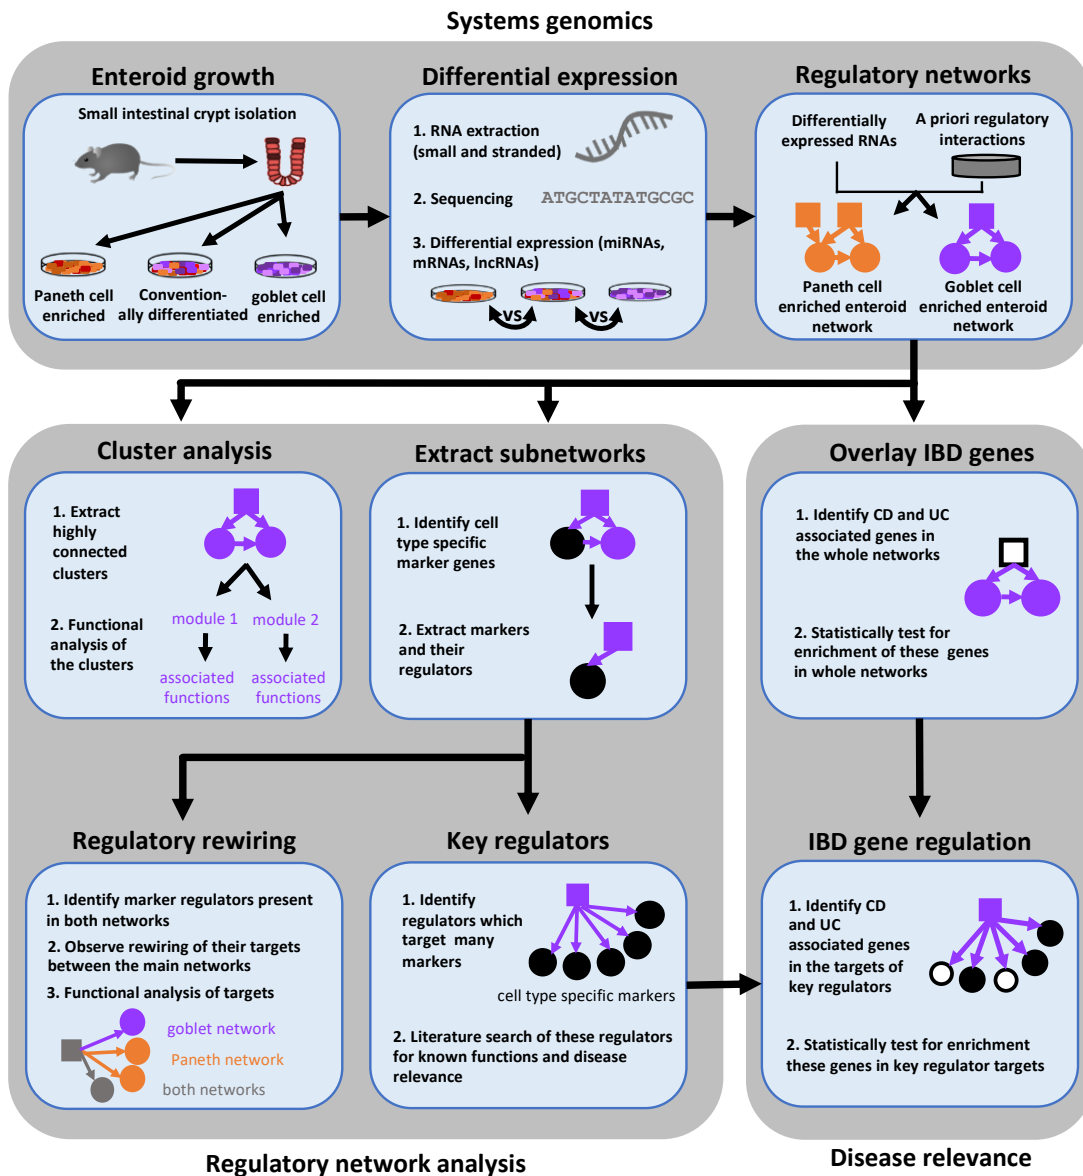 Systems genomics
Enteroid growth
Small intestinal crypt isolation
Paneth cell
enriched
Convention-
ally differentiated
goblet cell
enriched
Differential expression
1. RNA extraction
(small and stranded)
2. Sequencing
ATGCTATATGCGC
3. Differential expression (miRNAs,
mRNAs, lncRNAs)
vs
vs
Regulatory networks
Differentially
expressed RNAs
A priori regulatory
interactions
Paneth cell
enriched enteroid
network
Goblet cell
enriched enteroid
network
Cluster analysis
1. Extract
highly
connected
clusters
2. Functional
analysis of
the clusters
module 1
module 2
associated
functions
associated
functions
Extract subnetworks
1. Identify cell
type specific
marker genes
2. Extract markers
and their
regulators
Overlay IBD genes
1. Identify CD and UC
associated genes in
the whole networks
2. Statistically test for
enrichment of these genes
in whole networks
Regulatory rewiring
1. Identify marker regulators present
in both networks
2. Observe rewiring of their targets
between the main networks
3. Functional analysis of targets
goblet network
Paneth network
both networks
Key regulators
1. Identify
regulators which
target many
markers
cell type specific markers
2. Literature search of these regulators
for known functions and disease
relevance
IBD gene regulation
1. Identify CD
and UC
associated genes
in the targets of
key regulators
2. Statistically test for enrichment
these genes in key regulator targets
Regulatory network analysis
Disease relevance